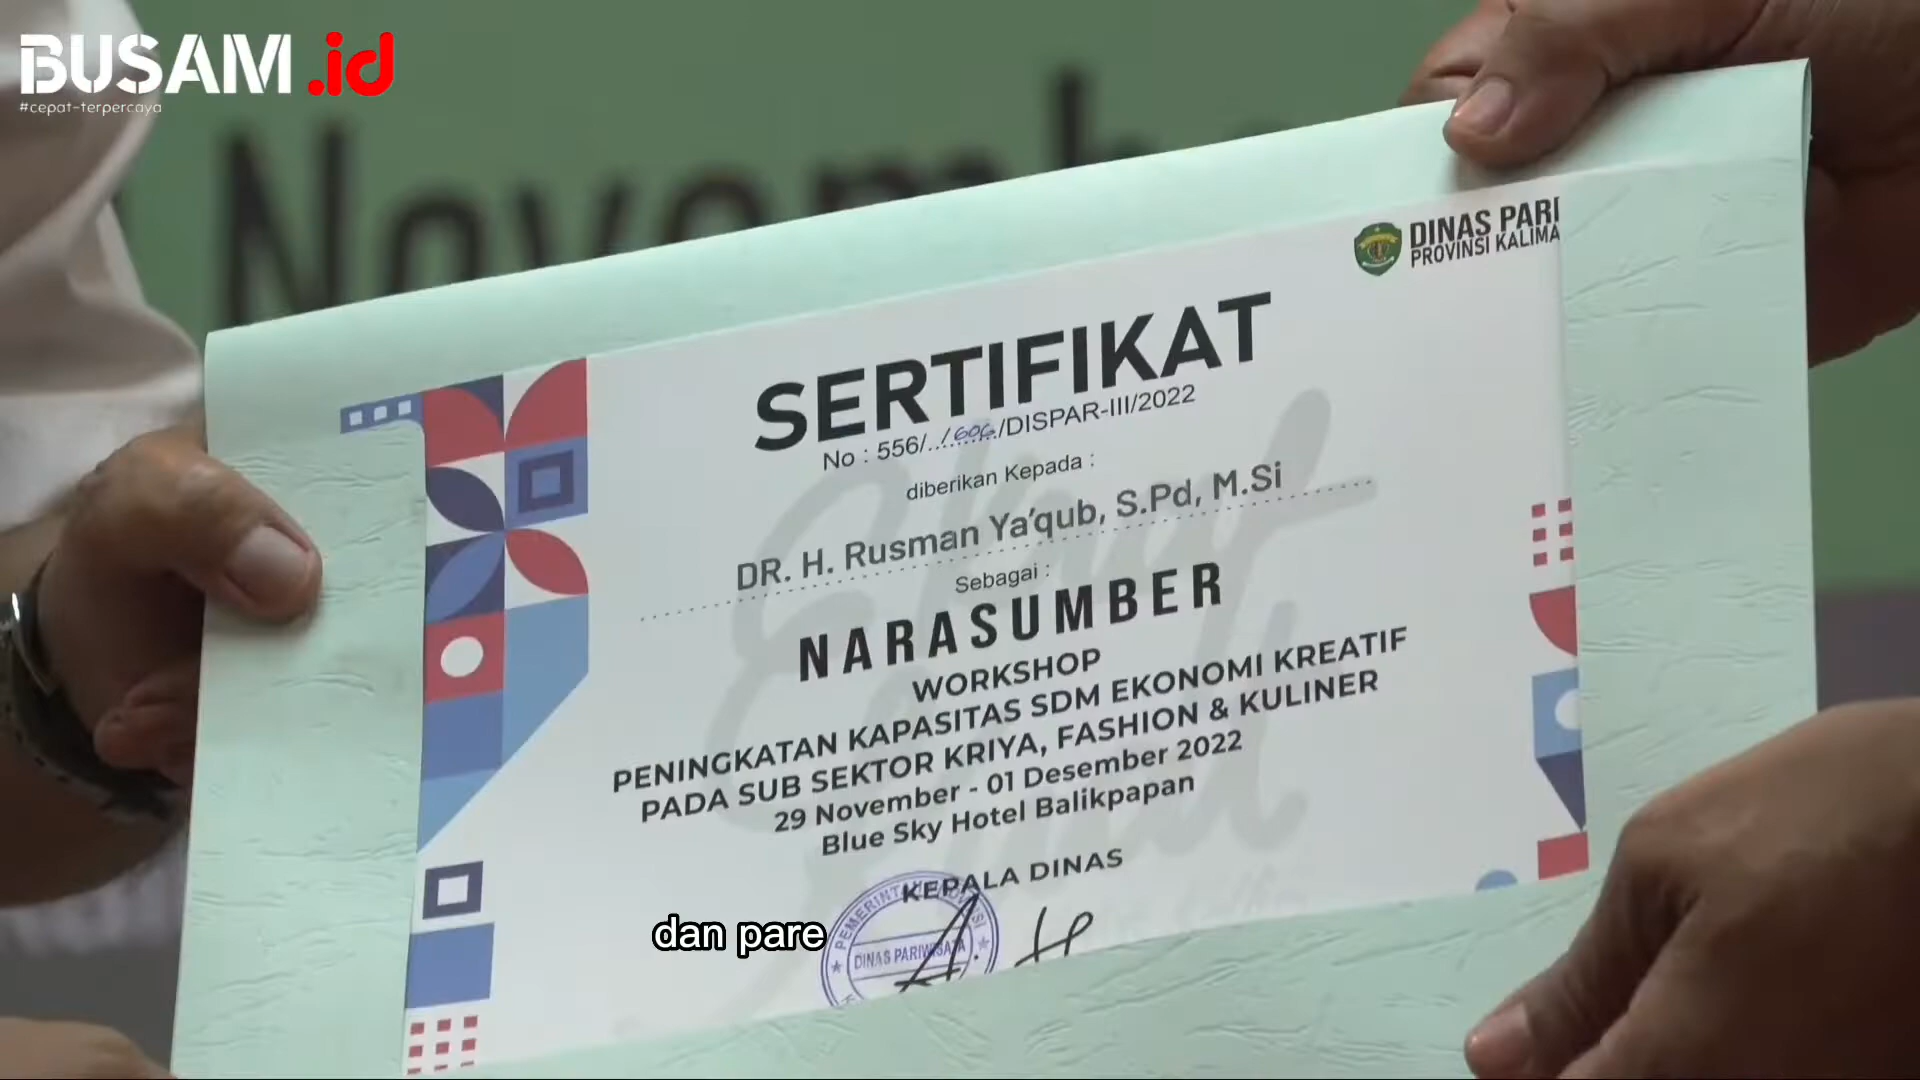 BUSAM.id
#cepat-terpercaya
Novemb
DINAS PARI
PROVINSI KALIMA
SERTIFIKAT
No : 556/../606./DISPAR-III/2022
diberikan Kepada :
DR. H. Rusman Ya'qub, S.Pd, M.Si
Sebagai :
NARASUMBER
WORKSHOP
PENINGKATAN KAPASITAS SDM EKONOMI KREATIF
PADA SUB SEKTOR KRIYA, FASHION & KULINER
29 November - 01 Desember 2022
Blue Sky Hotel Balikpapan
KEPALA DINAS
PEMERINTAH
DINAS PARIWISATA
dan pare